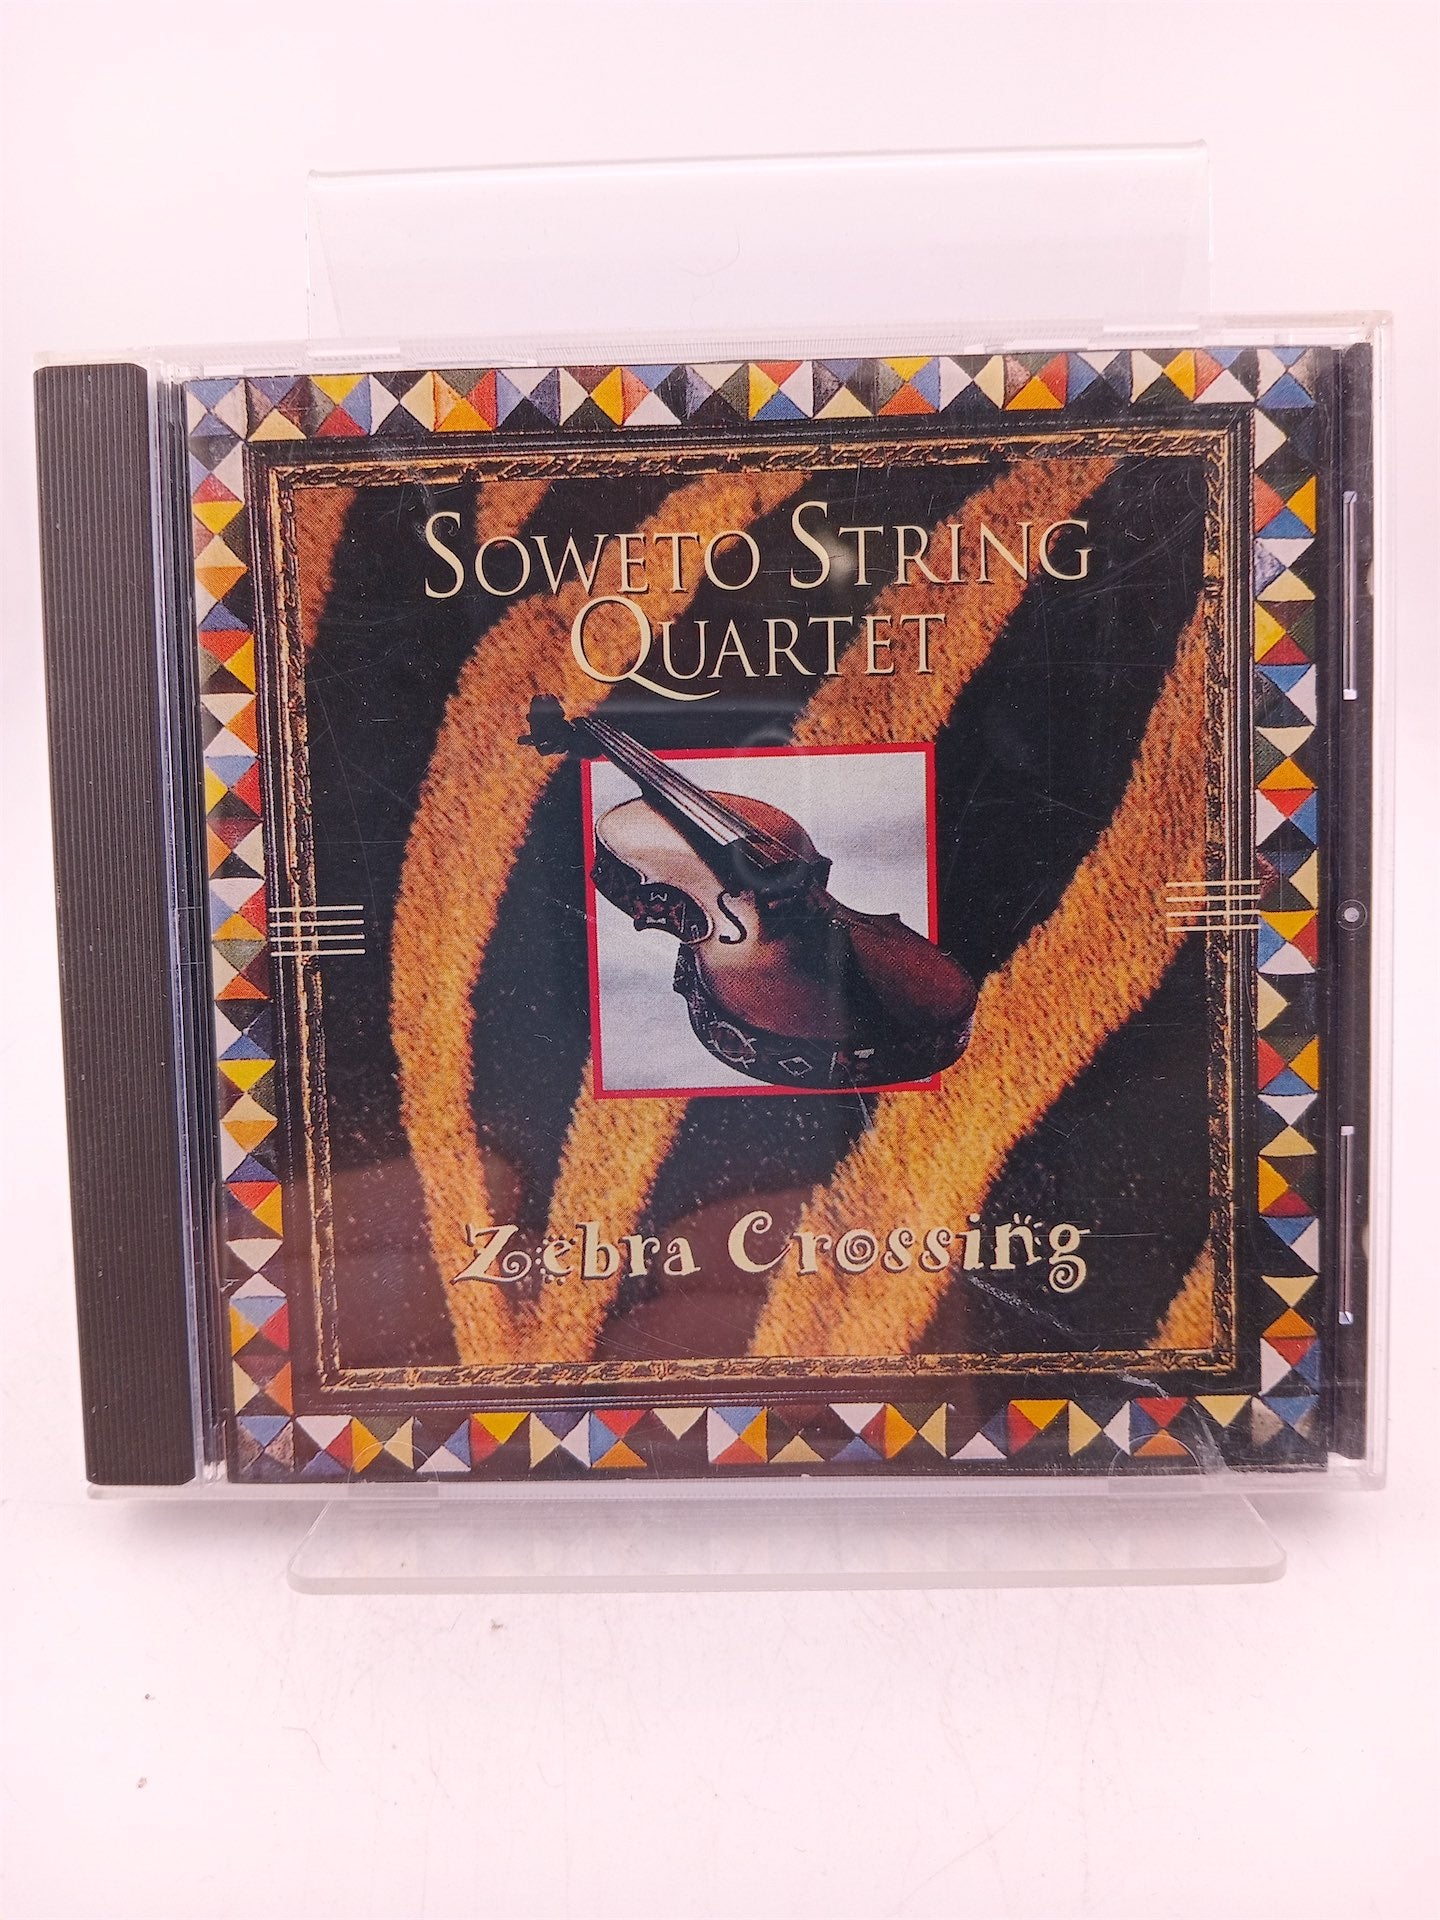 SOWETO STRING
QUARTET
Zebra Crossing